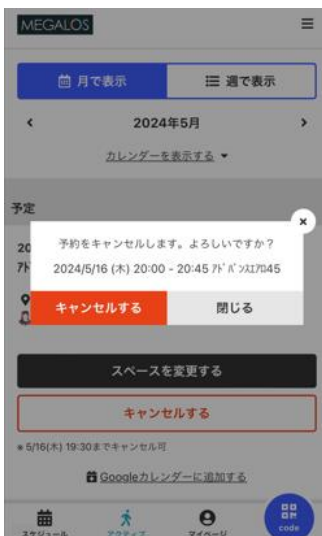 MEGALOS
月で表示
週で表示
2024年5月
カレンダーを表示する
予定
予約をキャンセルします。よろしいですか？
2024/5/16 (木) 20:00 - 20:45 ｱﾄﾞﾊﾞﾝｽｴｱﾛ45
キャンセルする
閉じる
スペースを変更する
キャンセルする
※ 5/16(木) 19:30までキャンセル可
Googleカレンダーに追加する
スケジュール
マイページ
code